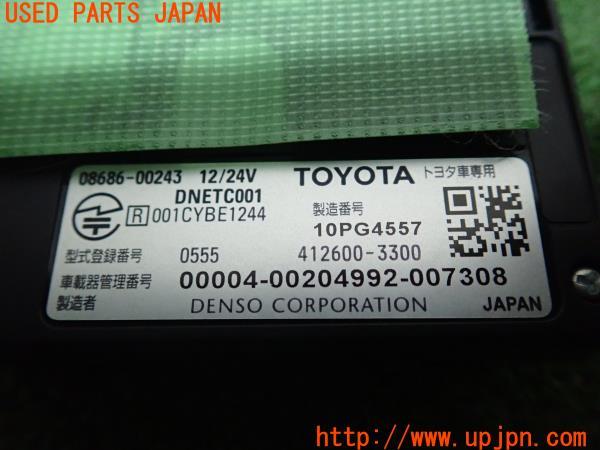 USED PARTS JAPAN
08686-00243 12/24V TOYOTA トヨタ車専用
DNETC001
R 001CYBE1244 製造番号
10PG4557
型式登録番号 0555 412600-3300
車載器管理番号 00004-00204992-007308
製造者 DENSO CORPORATION JAPAN
www.upjpn.com